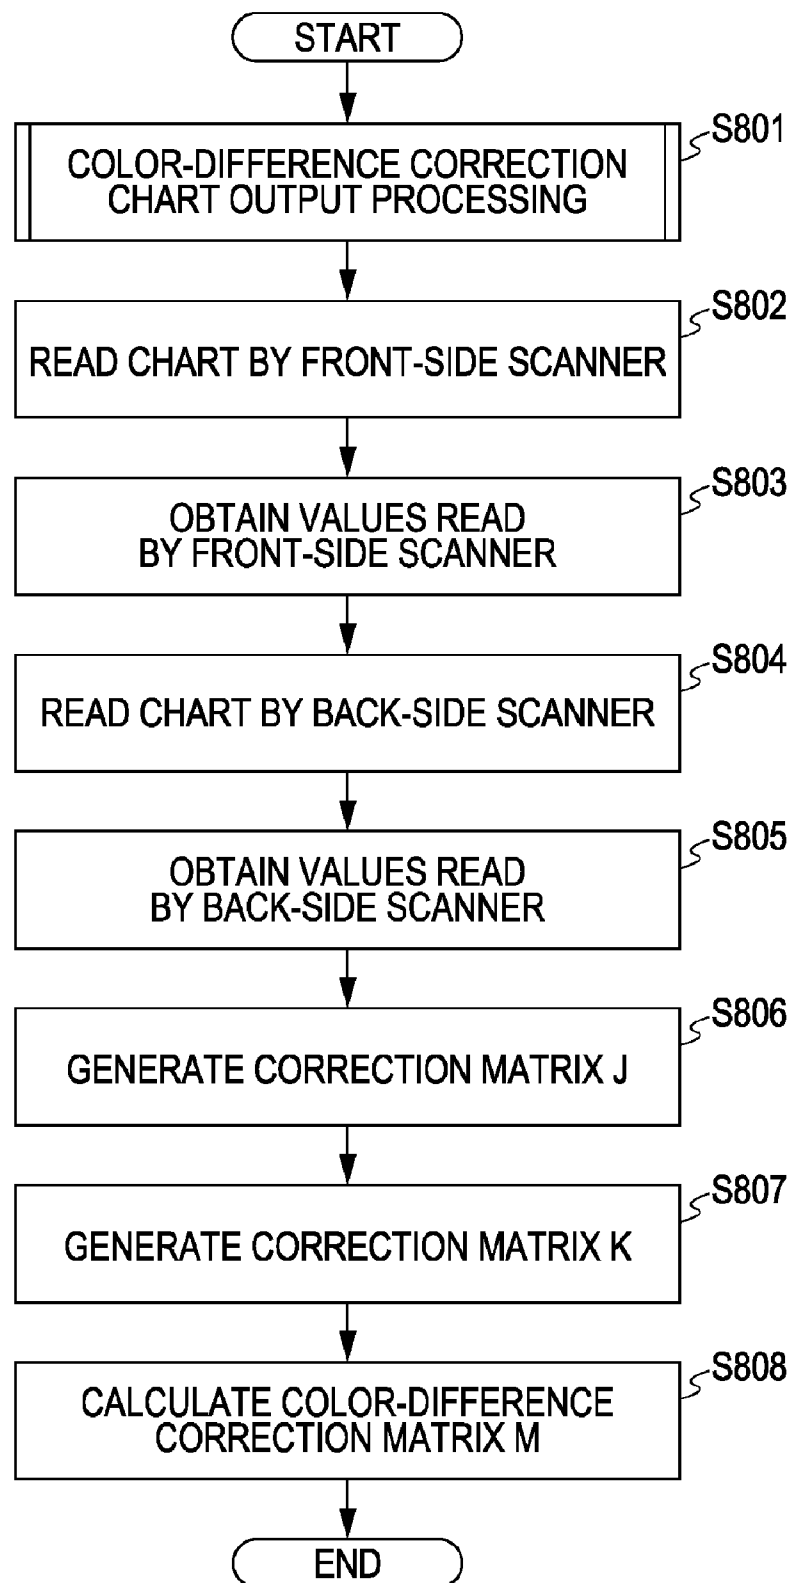 START
S801
COLOR-DIFFERENCE CORRECTION
CHART OUTPUT PROCESSING
S802
READ CHART BY FRONT-SIDE SCANNER
S803
OBTAIN VALUES READ
BY FRONT-SIDE SCANNER
S804
READ CHART BY BACK-SIDE SCANNER
S805
OBTAIN VALUES READ
BY BACK-SIDE SCANNER
S806
GENERATE CORRECTION MATRIX J
S807
GENERATE CORRECTION MATRIX K
S808
CALCULATE COLOR-DIFFERENCE
CORRECTION MATRIX M
END